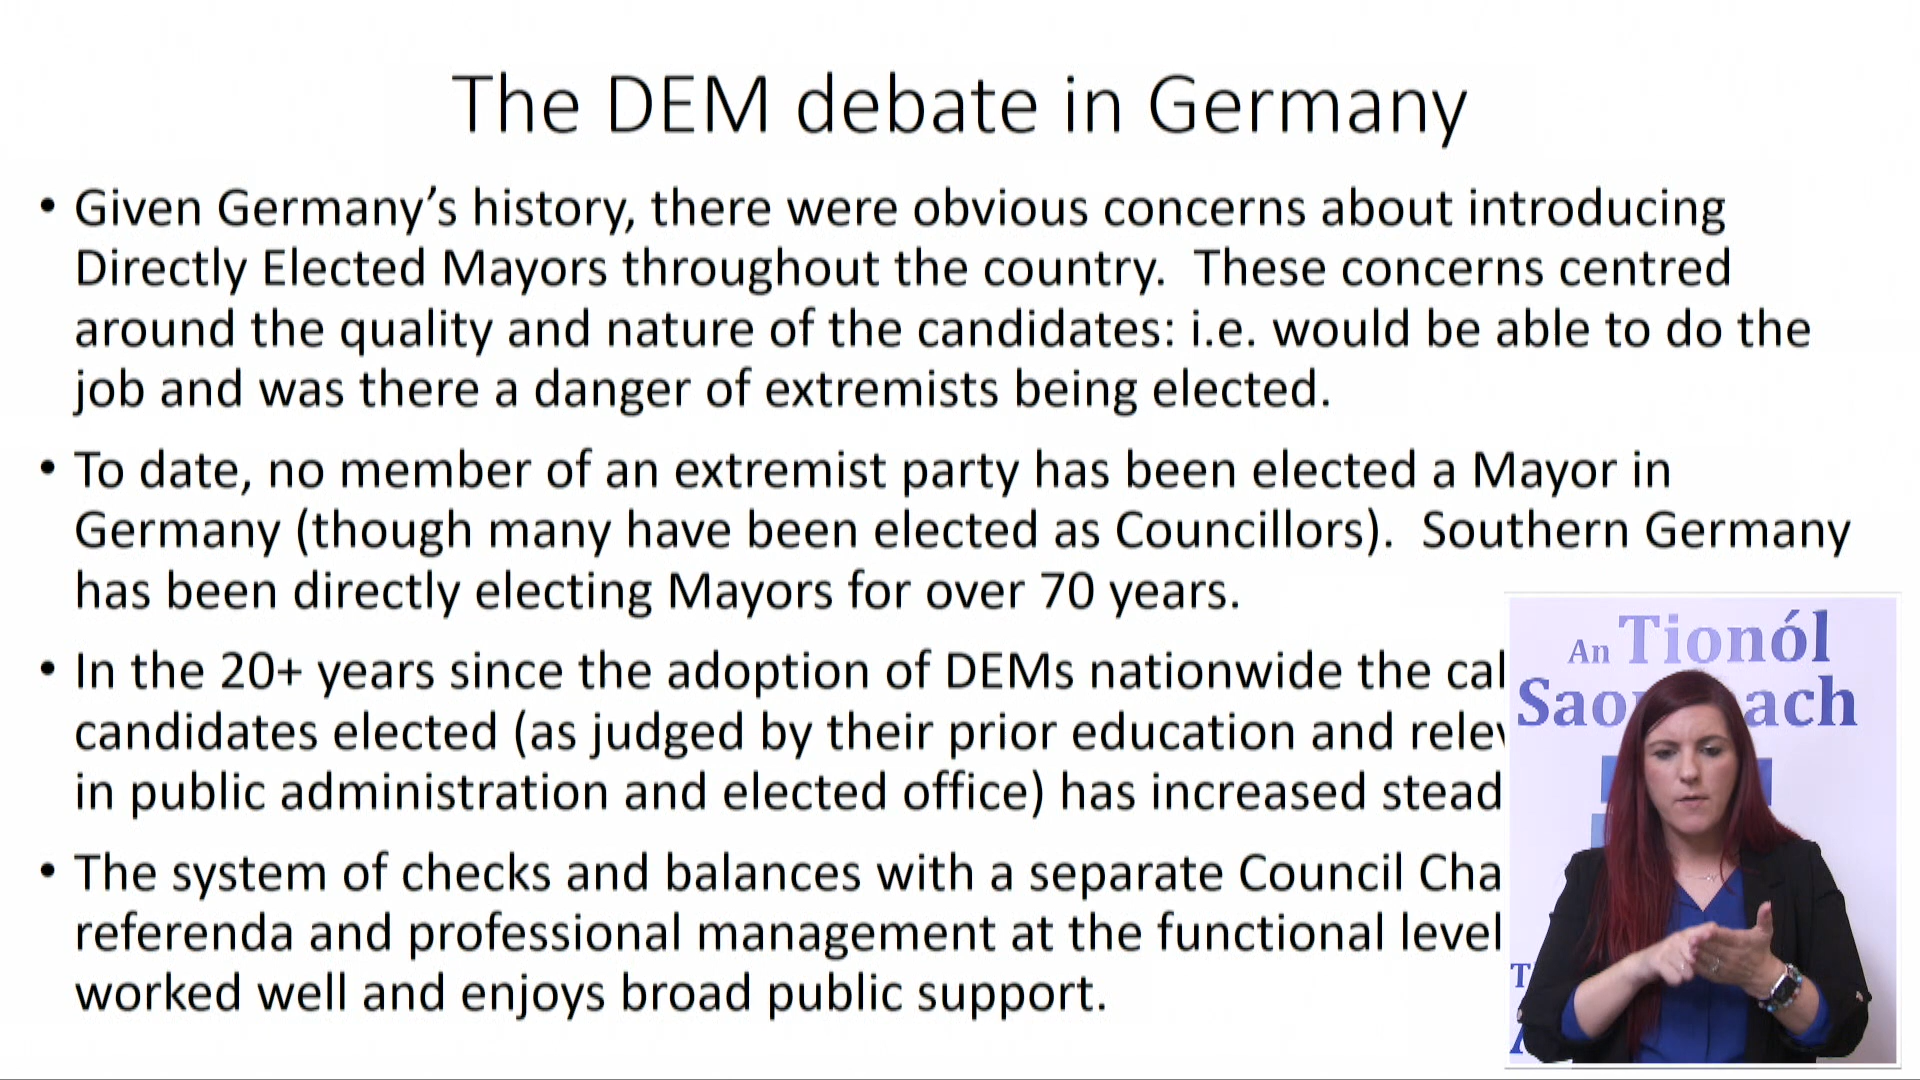 The DEM debate in Germany
• Given Germany’s history, there were obvious concerns about introducing
Directly Elected Mayors throughout the country. These concerns centred
around the quality and nature of the candidates: i.e. would be able to do the
job and was there a danger of extremists being elected.
• To date, no member of an extremist party has been elected a Mayor in
Germany (though many have been elected as Councillors). Southern Germany
has been directly electing Mayors for over 70 years.
• In the 20+ years since the adoption of DEMs nationwide the
candidates elected (as judged by their prior education and
in public administration and elected office) has increased
• The system of checks and balances with a separate Council
referenda and professional management at the functional level
worked well and enjoys broad public support.
An Tionól